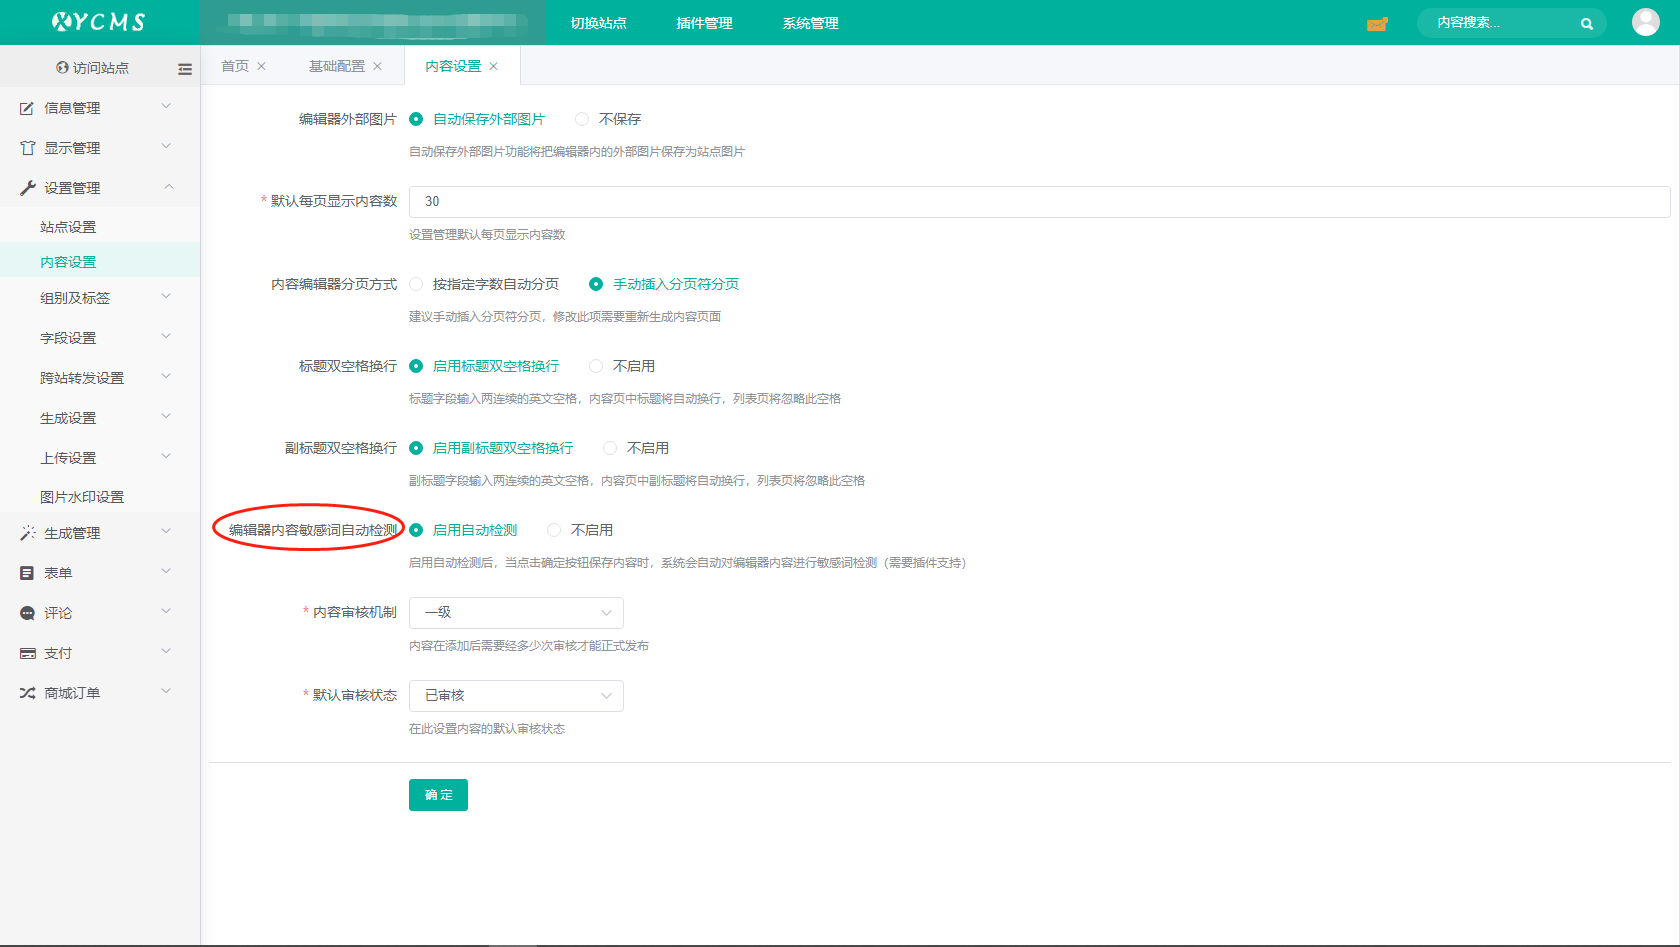 XYCMS
切换站点
插件管理
系统管理
内容搜索...
访问站点
首页
基础配置
内容设置
信息管理
显示管理
设置管理
站点设置
内容设置
组别及标签
字段设置
跨站转发设置
生成设置
上传设置
图片水印设置
生成管理
表单
评论
支付
商城订单
编辑器外部图片 自动保存外部图片 不保存
自动保存外部图片功能将把编辑器内的外部图片保存为站点图片
* 默认每页显示内容数 30
设置管理默认每页显示内容数
内容编辑器分页方式 按指定字数自动分页 手动插入分页符分页
建议手动插入分页符分页，修改此项需要重新生成内容页面
标题双空格换行 启用标题双空格换行 不启用
标题字段输入两连续的英文空格，内容页中标题将自动换行，列表页将忽略此空格
副标题双空格换行 启用副标题双空格换行 不启用
副标题字段输入两连续的英文空格，内容页中副标题将自动换行，列表页将忽略此空格
编辑器内容敏感词自动检测 启用自动检测 不启用
启用自动检测后，当点击确定按钮保存内容时，系统会自动对编辑器内容进行敏感词检测（需要插件支持）
* 内容审核机制 一级
内容在添加后需要经多少次审核才能正式发布
* 默认审核状态 已审核
在此设置内容的默认审核状态
确 定